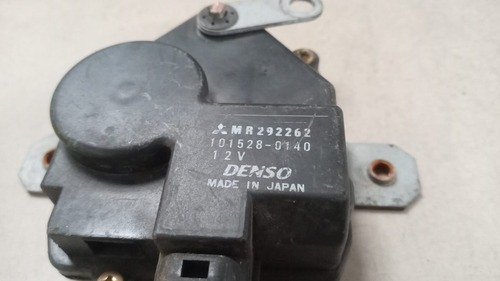 MR292262
101528-0140
12V
DENSO
MADE IN JAPAN